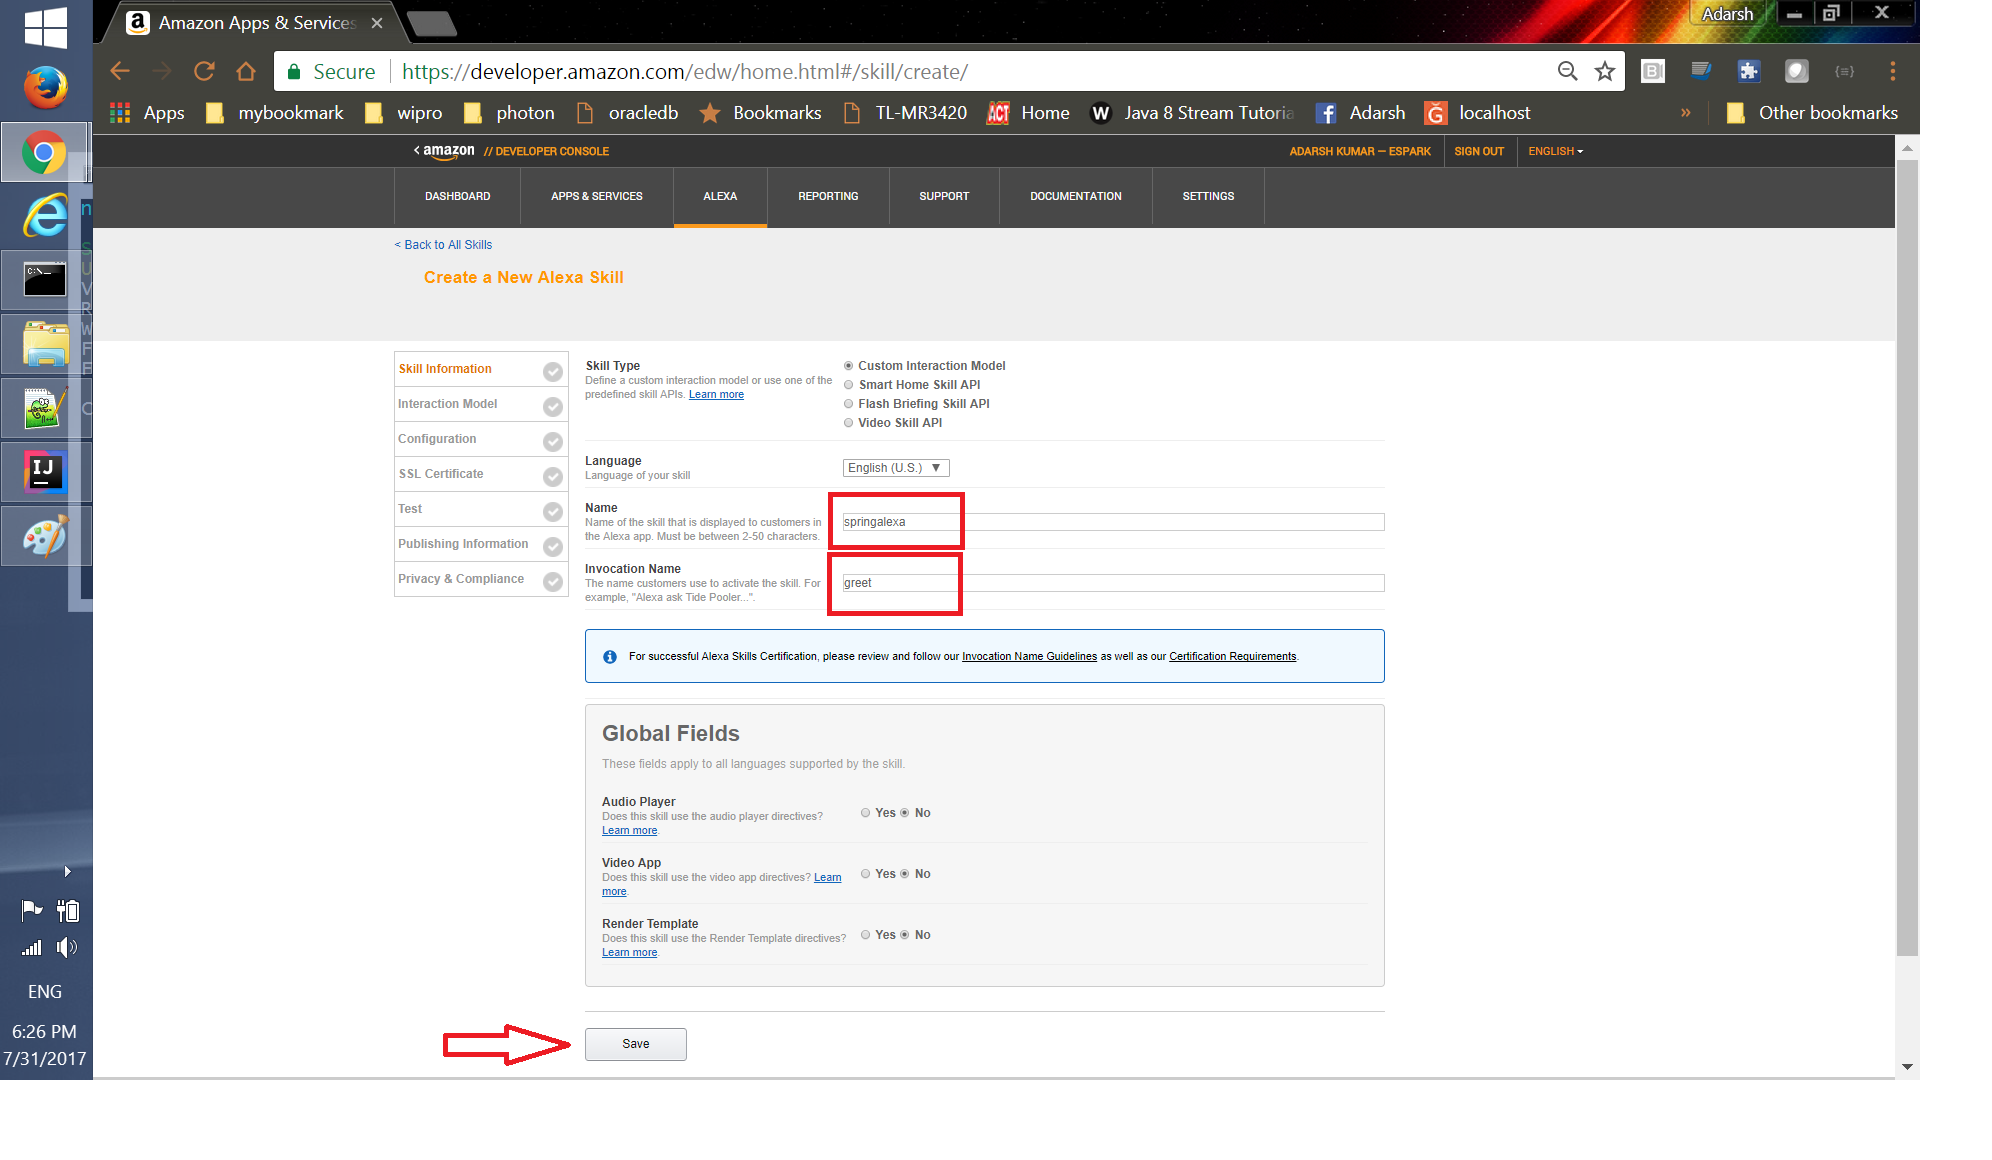 Amazon Apps & Services
Adarsh
Secure
https://developer.amazon.com/edw/home.html#/skill/create/
Apps
mybookmark
wipro
photon
oracledb
Bookmarks
TL-MR3420
ACT
Home
W
Java 8 Stream Tutoria
Adarsh
localhost
»
Other bookmarks
< amazon // DEVELOPER CONSOLE
ADARSH KUMAR — ESPARK
SIGN OUT
ENGLISH
DASHBOARD
APPS & SERVICES
ALEXA
REPORTING
SUPPORT
DOCUMENTATION
SETTINGS
< Back to All Skills
Create a New Alexa Skill
Skill Information
Interaction Model
Configuration
SSL Certificate
Test
Publishing Information
Privacy & Compliance
Skill Type
Define a custom interaction model or use one of the
predefined skill APIs. Learn more
Custom Interaction Model
Smart Home Skill API
Flash Briefing Skill API
Video Skill API
Language
Language of your skill
English (U.S.)
Name
Name of the skill that is displayed to customers in
the Alexa app. Must be between 2-50 characters.
springalexa
Invocation Name
The name customers use to activate the skill. For
example, "Alexa ask Tide Pooler...".
greet
For successful Alexa Skills Certification, please review and follow our Invocation Name Guidelines as well as our Certification Requirements.
Global Fields
These fields apply to all languages supported by the skill.
Audio Player
Does this skill use the audio player directives?
Learn more.
Yes No
Video App
Does this skill use the video app directives? Learn
more.
Yes No
Render Template
Does this skill use the Render Template directives?
Learn more.
Yes No
Save
ENG
6:26 PM
7/31/2017